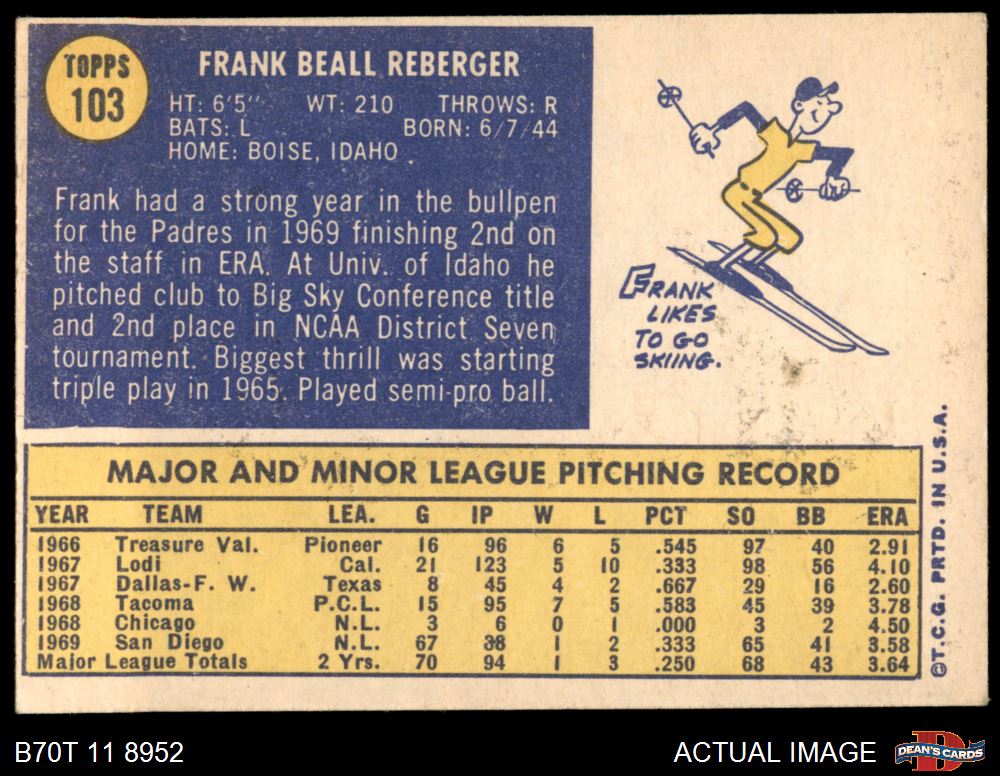 TOPPS
103
FRANK BEALL REBERGER
HT: 6'5" WT: 210 THROWS: R
BATS: L BORN: 6/7/44
HOME: BOISE, IDAHO.
Frank had a strong year in the bullpen
for the Padres in 1969 finishing 2nd on
the staff in ERA. At Univ. of Idaho he
pitched club to Big Sky Conference title
and 2nd place in NCAA District Seven
tournament. Biggest thrill was starting
triple play in 1965. Played semi-pro ball.
FRANK
LIKES
TO GO
SKIING.
MAJOR AND MINOR LEAGUE PITCHING RECORD
YEAR TEAM LEA. G IP W L PCT SO BB ERA
1966 Treasure Val. Pioneer 16 96 6 5 .545 97 40 2.91
1967 Lodi Cal. 21 123 5 10 .333 98 56 4.10
1967 Dallas-F. W. Texas 8 45 4 2 .667 29 16 2.60
1968 Tacoma P.C.L. 15 95 7 5 .583 45 39 3.78
1968 Chicago N.L. 3 6 0 1 .000 3 2 4.50
1969 San Diego N.L. 67 38 1 2 .333 65 41 3.58
Major League Totals 2 Yrs. 70 94 1 3 .250 68 43 3.64
©T.C.G. PRTD. IN U.S.A.
B70T 11 8952
ACTUAL IMAGE
D
DEAN'S CARDS